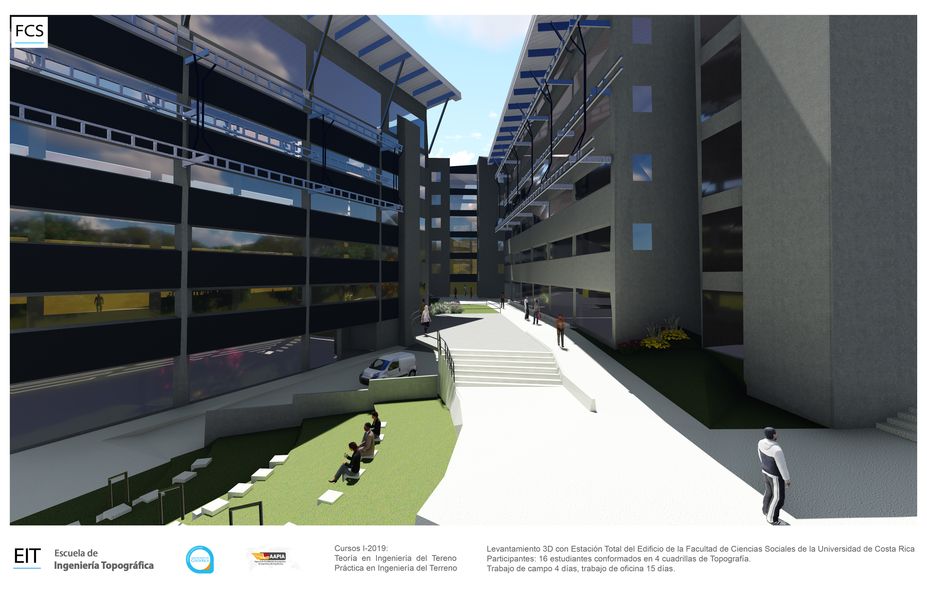 FCS
EIT
Escuela de
Ingeniería Topográfica
AAPIA
Cursos I-2019:
Teoría en Ingeniería del Tereno
Práctica en Ingeniería del Terreno
Levantamiento 3D con Estación Total del Edificio de la Facultad de Ciencias Sociales de la Universidad de Costa Rica
Participantes: 16 estudiantes conformados en 4 cuadrillas de Topografía.
Trabajo de campo 4 días, trabajo de oficina 15 días.